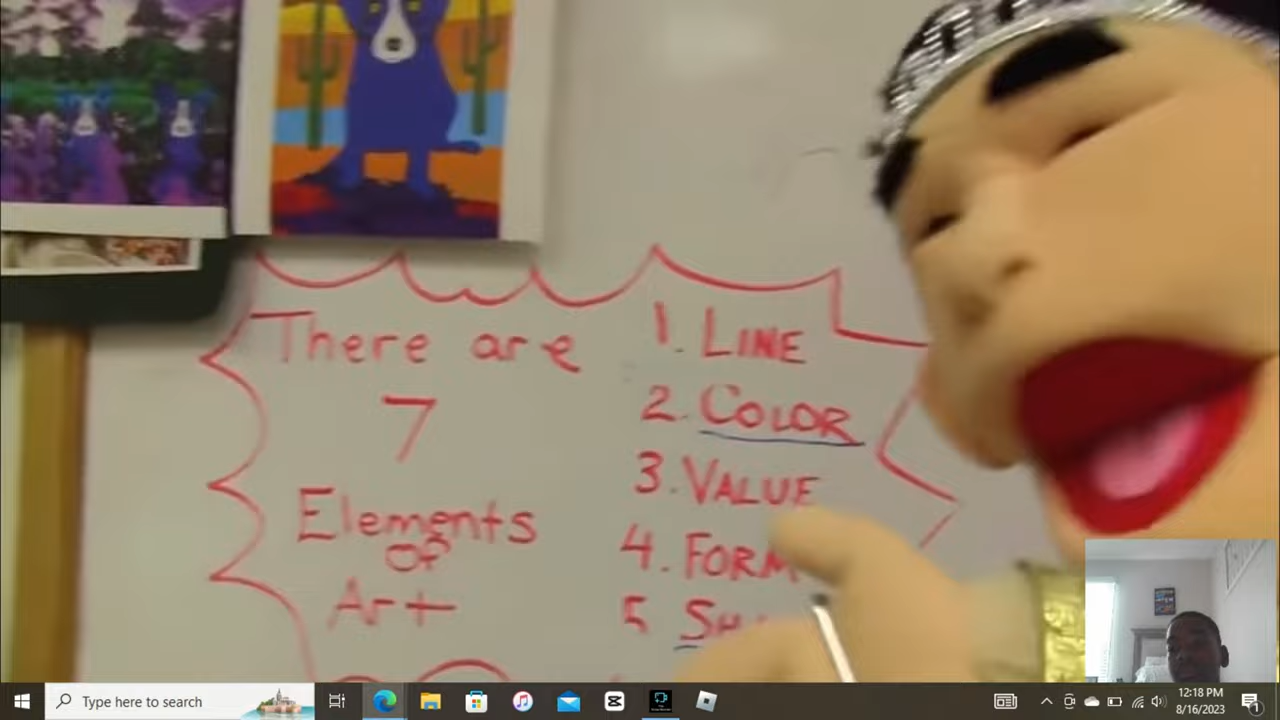 There are
7
Elements
of
Art
1. LINE
2. COLOR
3. VALUE
4. FORM
5
Type here to search
12:18 PM
8/16/2023